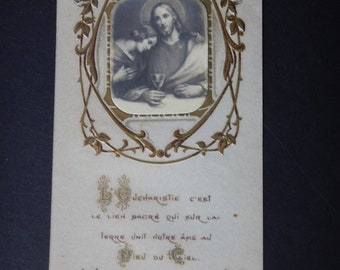 L'EUCHARISTIE C'EST
LE LIEN SACRÉ QUI SUR LA
TERRE UNIT NOTRE ÂME AU
DIEU DU CIEL.